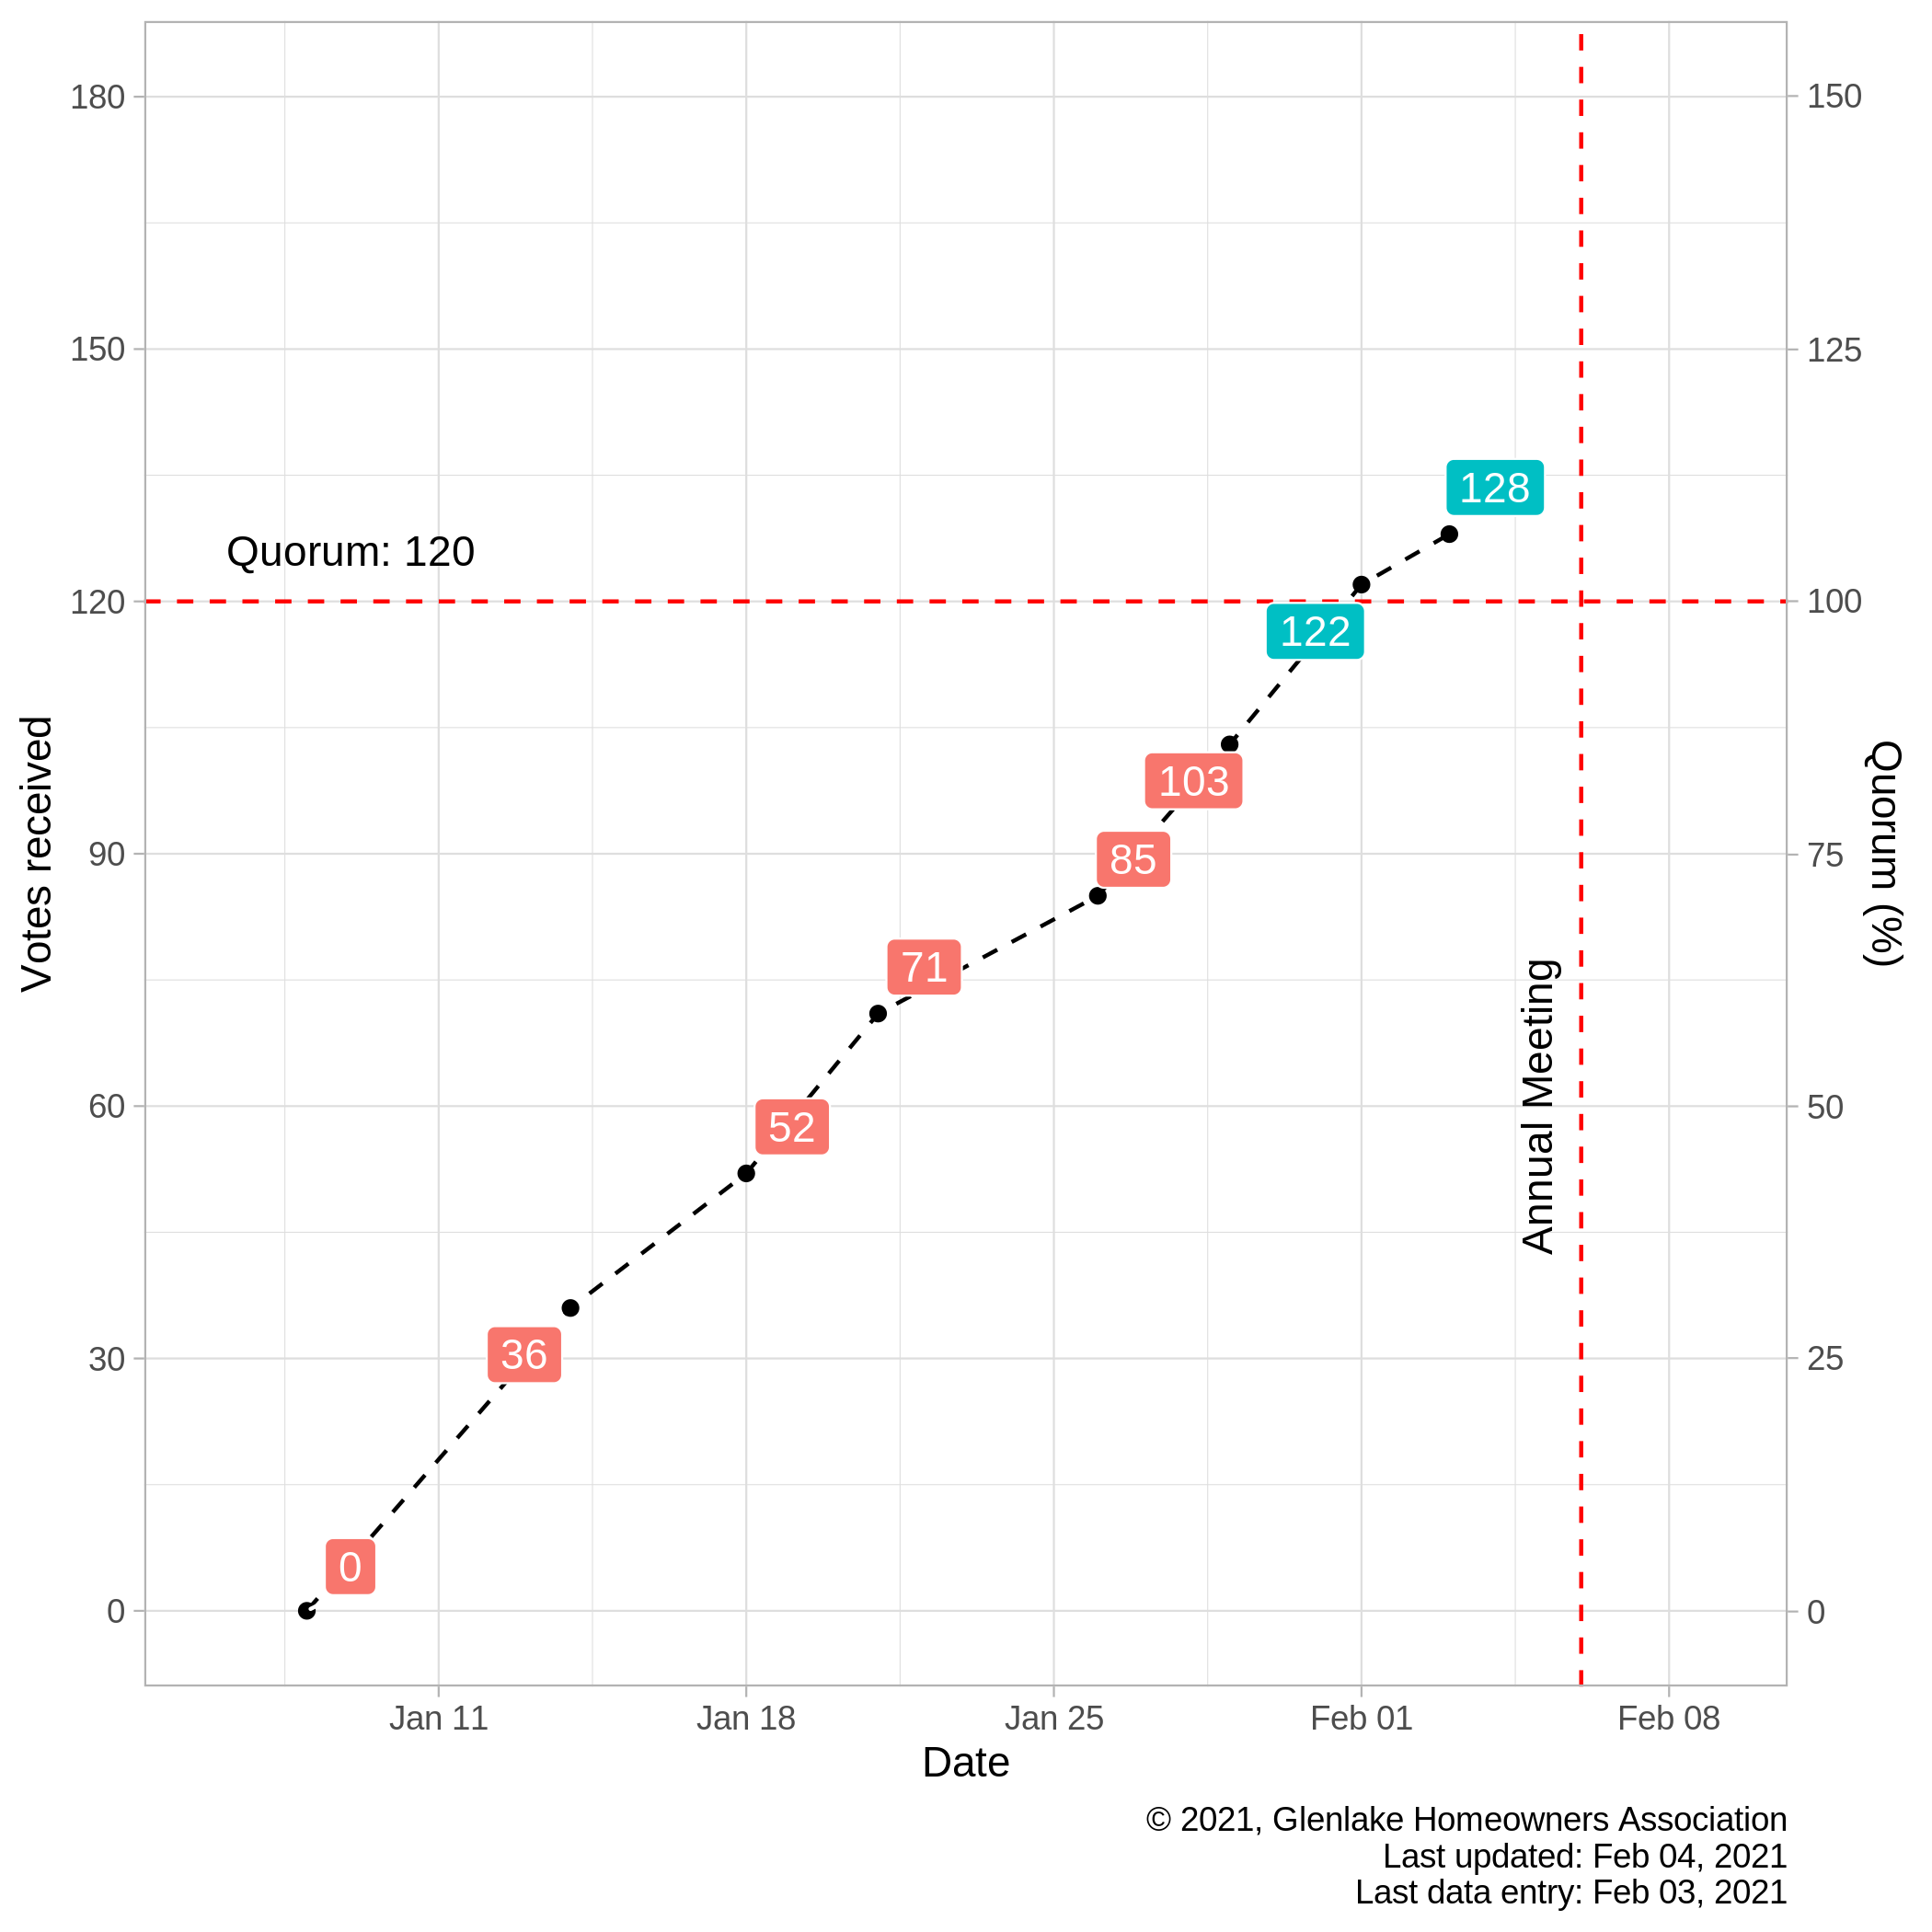 180
150
120
90
60
30
0
150
125
100
75
50
25
0
Votes received
Quorum (%)
Quorum: 120
Annual Meeting
128
122
103
85
71
52
36
0
Jan 11
Jan 18
Jan 25
Feb 01
Feb 08
Date
© 2021, Glenlake Homeowners Association
Last updated: Feb 04, 2021
Last data entry: Feb 03, 2021